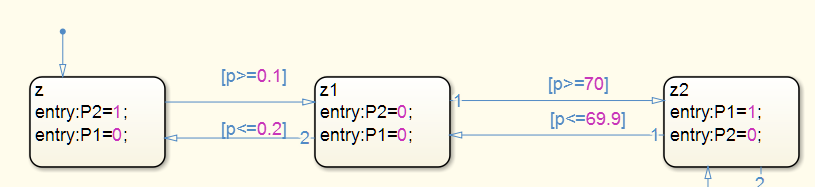 [p>=0.1]
[p>=70]
z
entry:P2=1;
entry:P1=0;
z1
entry:P2=0;
entry:P1=0;
1
z2
entry:P1=1;
entry:P2=0;
[p<=0.2]
2
[p<=69.9]
1
2